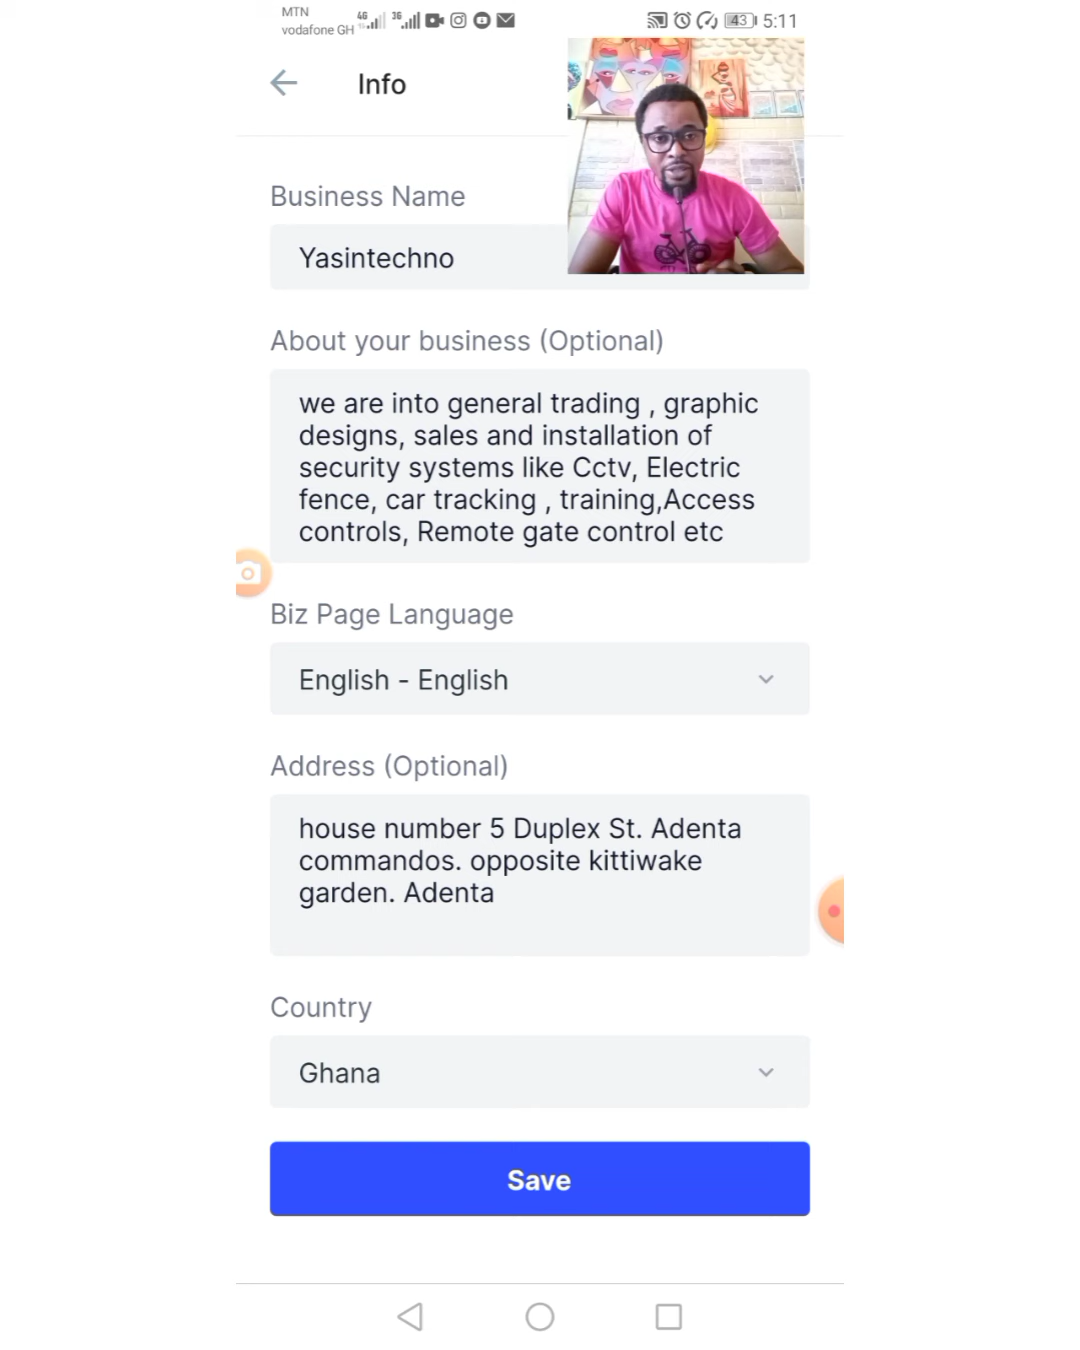 MTN
vodafone GH
4G
3G
43
5:11
Info
Business Name
Yasintechno
About your business (Optional)
we are into general trading , graphic
designs, sales and installation of
security systems like Cctv, Electric
fence, car tracking , training,Access
controls, Remote gate control etc
Biz Page Language
English - English
Address (Optional)
house number 5 Duplex St. Adenta
commandos. opposite kittiwake
garden. Adenta
Country
Ghana
Save